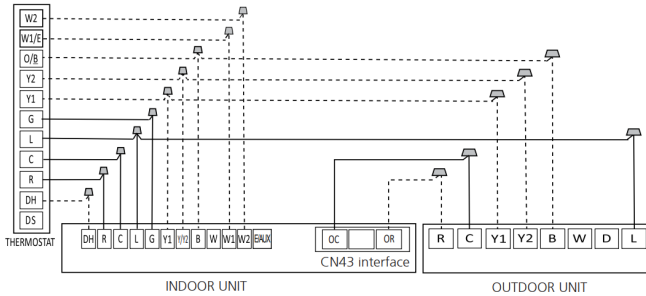 W2
W1/E
O/B
Y2
Y1
G
L
C
R
DH
DS
THERMOSTAT
DH R C L G Y1 Y/Y2 B W W1 W2 E/AUX
OC OR
CN43 interface
INDOOR UNIT
R C Y1 Y2 B W D L
OUTDOOR UNIT